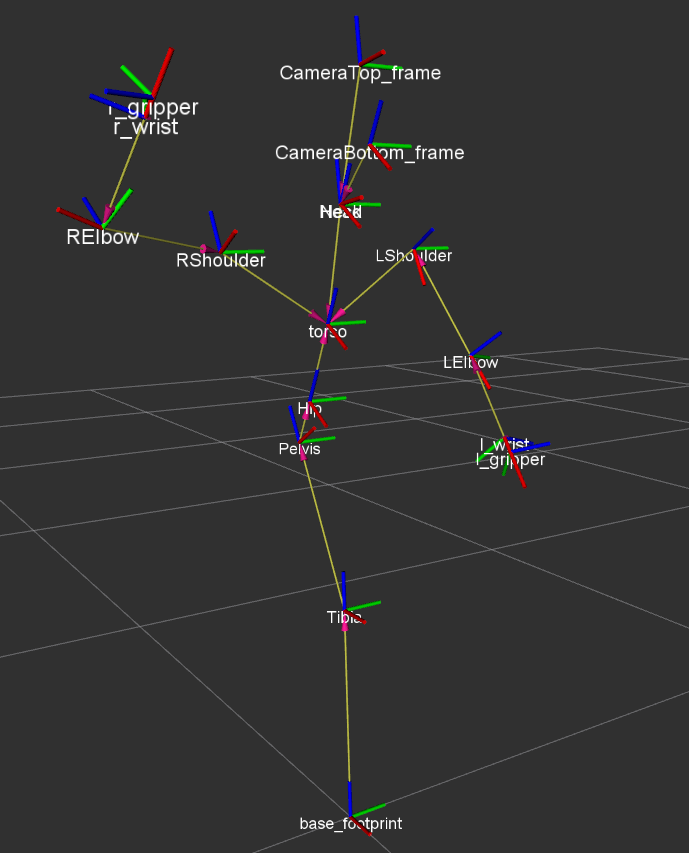 CameraTop_frame
r_gripper
r_wrist
CameraBottom_frame
Head
RElbow
RShoulder
LShoulder
torso
LElbow
Hip
Pelvis
l_wrist
l_gripper
Tibia
base_footprint